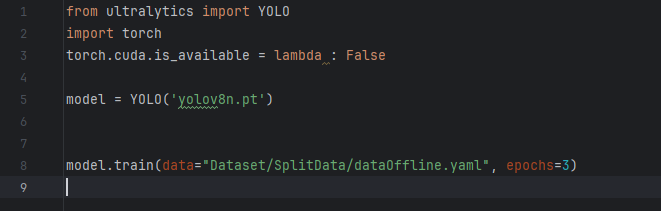 1 from ultralytics import YOLO
2 import torch
3 torch.cuda.is_available = lambda : False
4
5 model = YOLO('yolov8n.pt')
6
7
8 model.train(data="Dataset/SplitData/dataOffline.yaml", epochs=3)
9